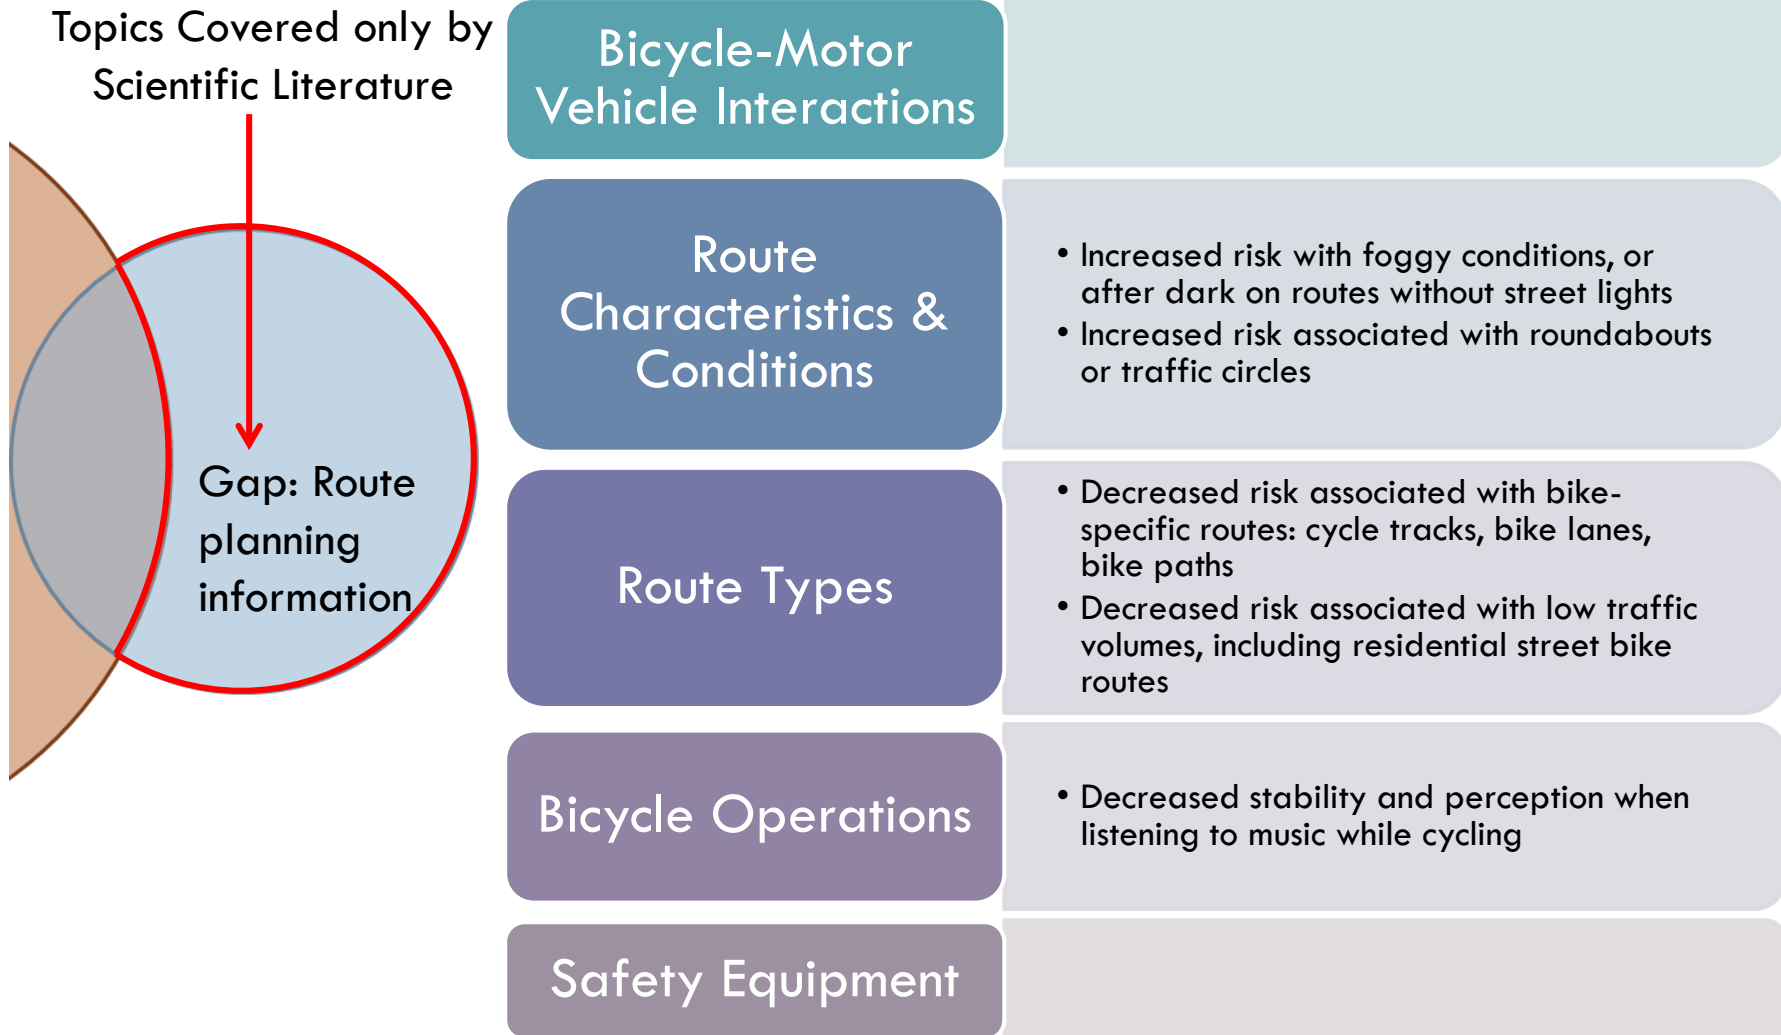 Topics Covered only by
Scientific Literature
Gap: Route
planning
information
Bicycle-Motor
Vehicle Interactions
Route
Characteristics &
Conditions
• Increased risk with foggy conditions, or
after dark on routes without street lights
• Increased risk associated with roundabouts
or traffic circles
Route Types
• Decreased risk associated with bike-
specific routes: cycle tracks, bike lanes,
bike paths
• Decreased risk associated with low traffic
volumes, including residential street bike
routes
Bicycle Operations
• Decreased stability and perception when
listening to music while cycling
Safety Equipment